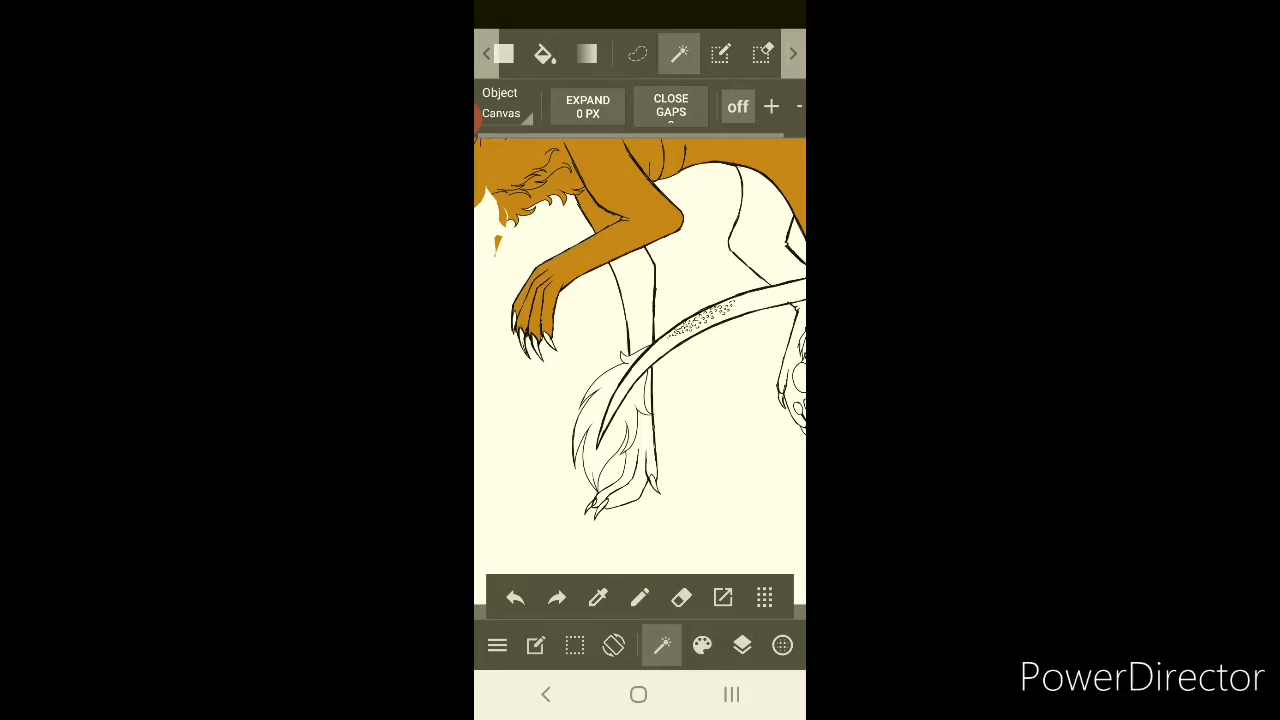 Object
Canvas
EXPAND
0 PX
CLOSE
GAPS
off
PowerDirector